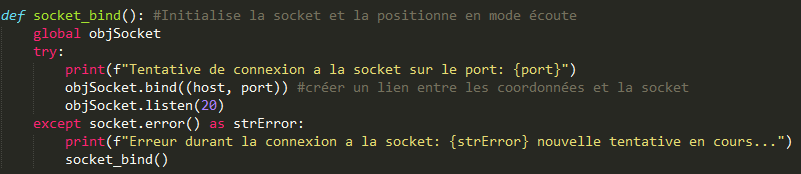 def socket_bind(): #Initialise la socket et la positionne en mode écoute
    global objSocket
    try:
        print(f"Tentative de connexion a la socket sur le port: {port}")
        objSocket.bind((host, port)) #créer un lien entre les coordonnées et la socket
        objSocket.listen(20)
    except socket.error() as strError:
        print(f"Erreur durant la connexion a la socket: {strError} nouvelle tentative en cours...")
        socket_bind()